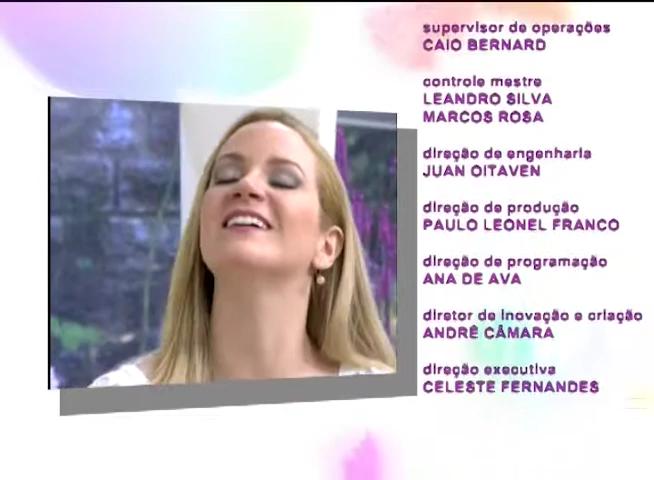 supervisor de operações
CAIO BERNARD
controle mestre
LEANDRO SILVA
MARCOS ROSA
direção de engenharia
JUAN OITAVEN
direção de produção
PAULO LEONEL FRANCO
direção de programação
ANA DE AVA
diretor de inovação e criação
ANDRÉ CÂMARA
direção executiva
CELESTE FERNANDES